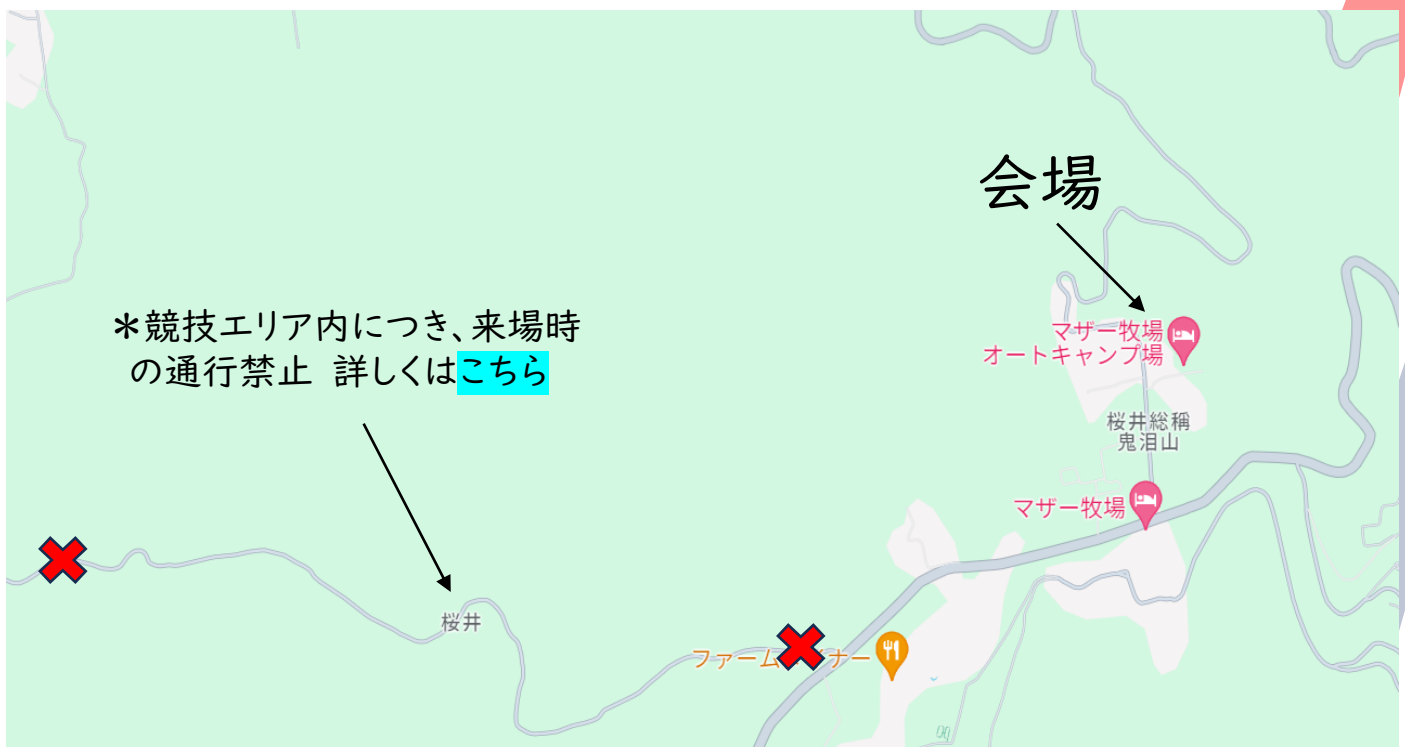 会場
＊競技エリア内につき、来場時
の通行禁止 詳しくはこちら
マザー牧場
オートキャンプ場
桜井総稱
鬼泪山
マザー牧場
桜井
ファーム
ナー